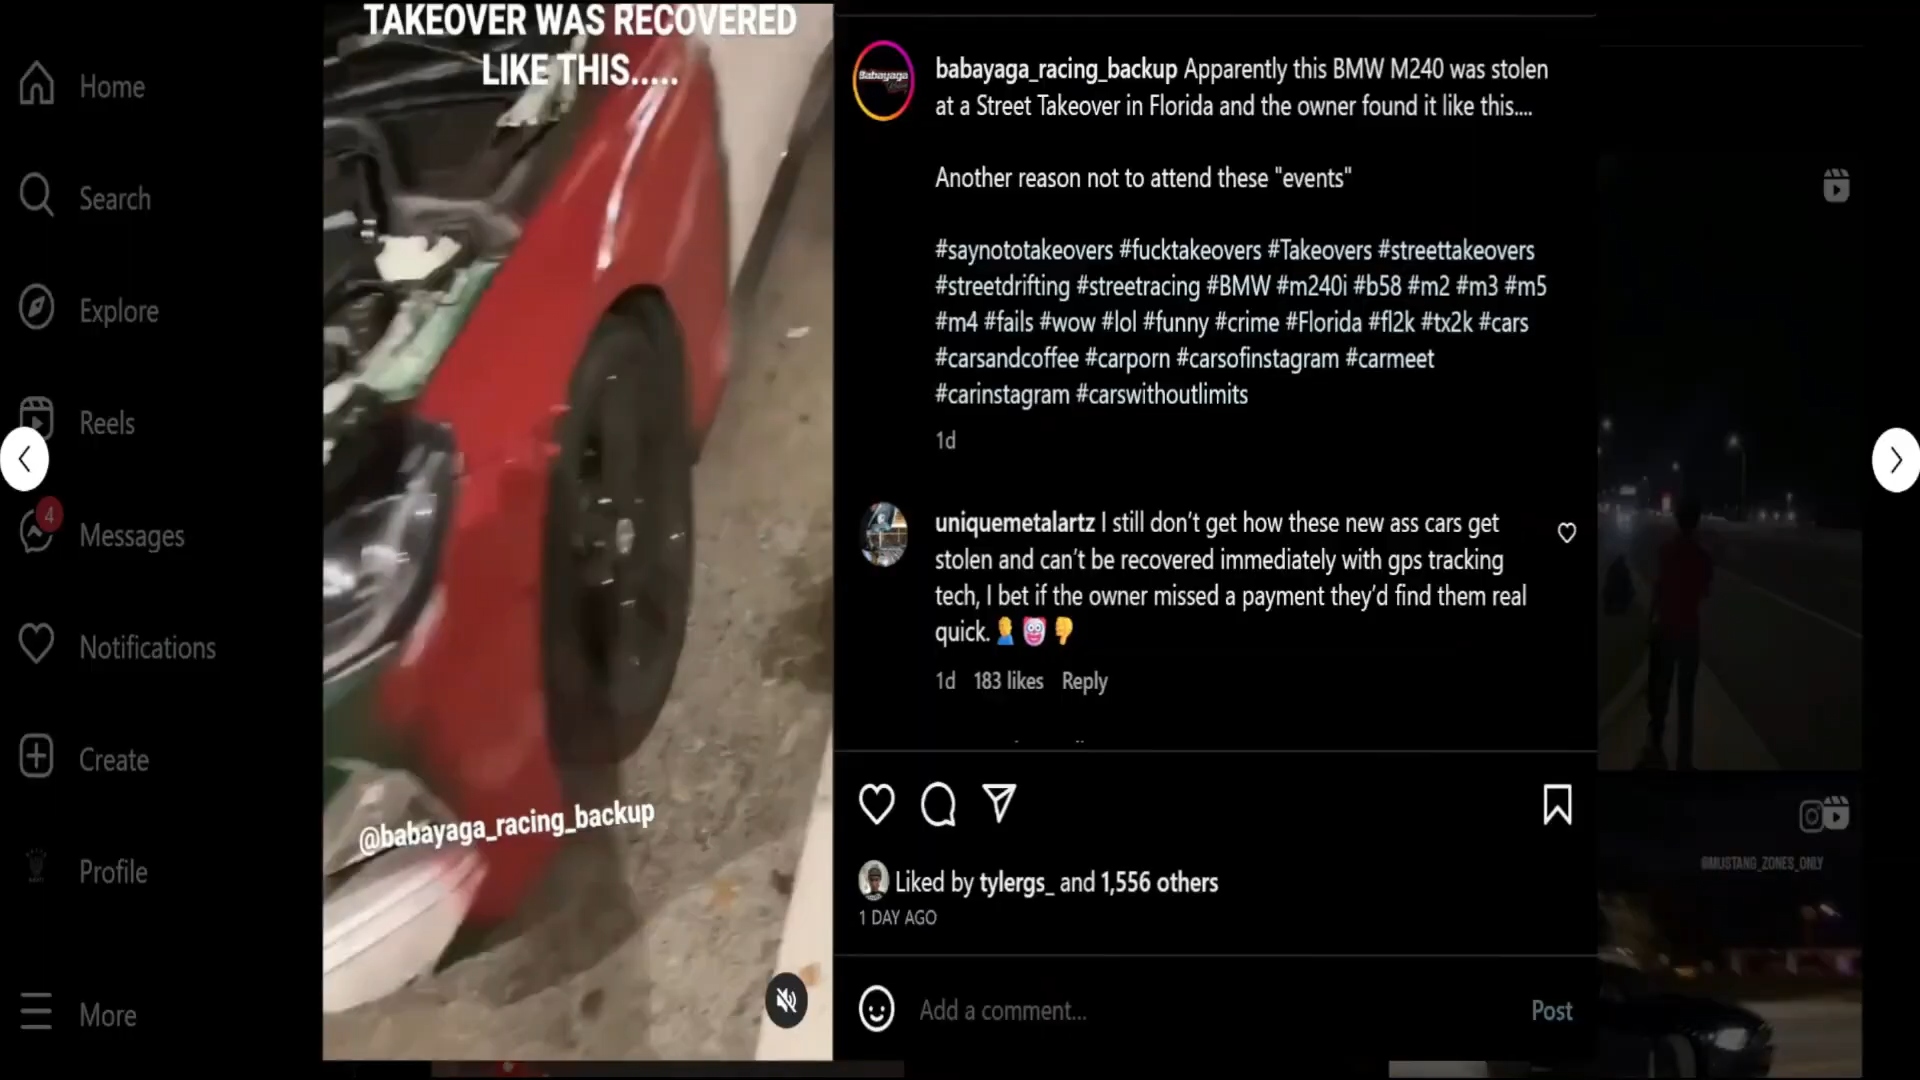 Home
Search
Explore
Reels
4
Messages
Notifications
Create
Profile
More
TAKEOVER WAS RECOVERED
LIKE THIS.....
@babayaga_racing_backup
Babayaga
babayaga_racing_backup Apparently this BMW M240 was stolen
at a Street Takeover in Florida and the owner found it like this....
Another reason not to attend these "events"
#saynototakeovers #fucktakeovers #Takeovers #streettakeovers
#streetdrifting #streetracing #BMW #m240i #b58 #m2 #m3 #m5
#m4 #fails #wow #lol #funny #crime #Florida #fl2k #tx2k #cars
#carsandcoffee #carporn #carsofinstagram #carmeet
#carinstagram #carswithoutlimits
1d
uniquemetalartz I still don’t get how these new ass cars get
stolen and can’t be recovered immediately with gps tracking
tech, I bet if the owner missed a payment they’d find them real
quick.🤦🤡👎
1d 183 likes Reply
Liked by tylergs_ and 1,556 others
1 DAY AGO
Add a comment...
Post
@MUSTANG_ZONES_ONLY